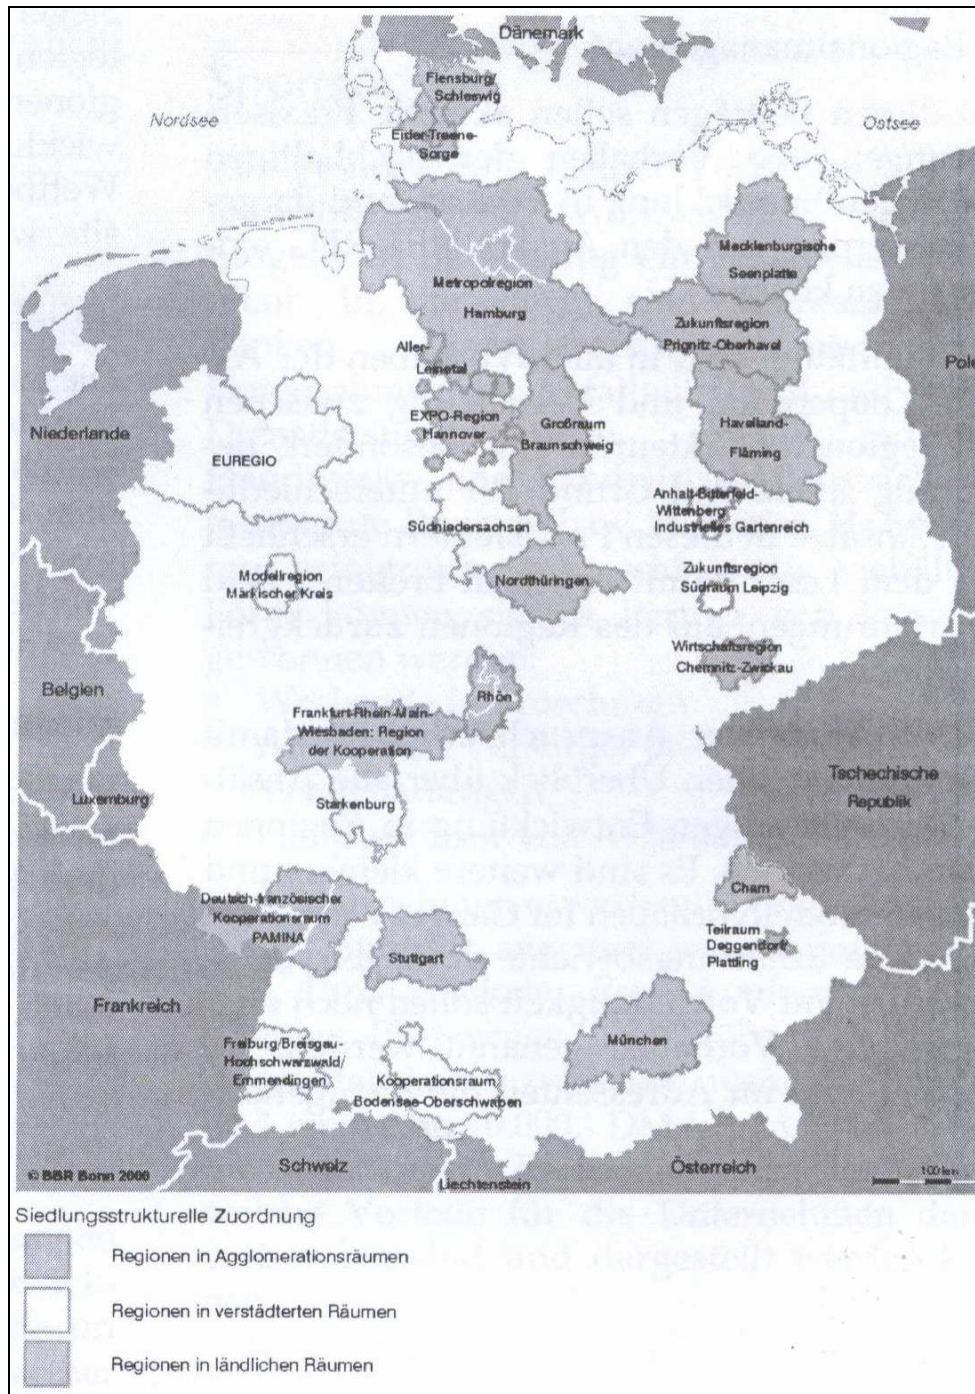 Dänemark
Flensburg/
Schleswig
Nordsee
Ostsee
Eider-Treene-
Sorge
Mecklenburgische
Seenplatte
Metropolregion
Hamburg
Zukunftsregion
Prignitz-Oberhavel
Aller-
Leinetal
Pole
Niederlande
EXPO-Region
Hannover
Großraum
Braunschweig
Havelland-
Fläming
EUREGIO
Anhalt-Bitterfeld-
Wittenberg
Industrielles Gartenreich
Südniedersachsen
Modellregion
Märkischer Kreis
Nordthüringen
Zukunftsregion
Südraum Leipzig
Wirtschaftsregion
Chemnitz-Zwickau
Belgien
Rhön
Frankfurt-Rhein-Main-
Wiesbaden: Region
der Kooperation
Luxemburg
Starkenburg
Tschechische
Republik
Cham
Deutsch-französischer
Kooperationsraum
PAMINA
Teilraum
Deggendorf/
Plattling
Stuttgart
Frankreich
München
Freiburg/Breisgau-
Hochschwarzwald/
Emmendingen
Kooperationsraum
Bodensee-Oberschwaben
© BBR Bonn 2000
Schweiz
Liechtenstein
Österreich
100 km
Siedlungsstrukturelle Zuordnung
Regionen in Agglomerationsräumen
Regionen in verstädterten Räumen
Regionen in ländlichen Räumen